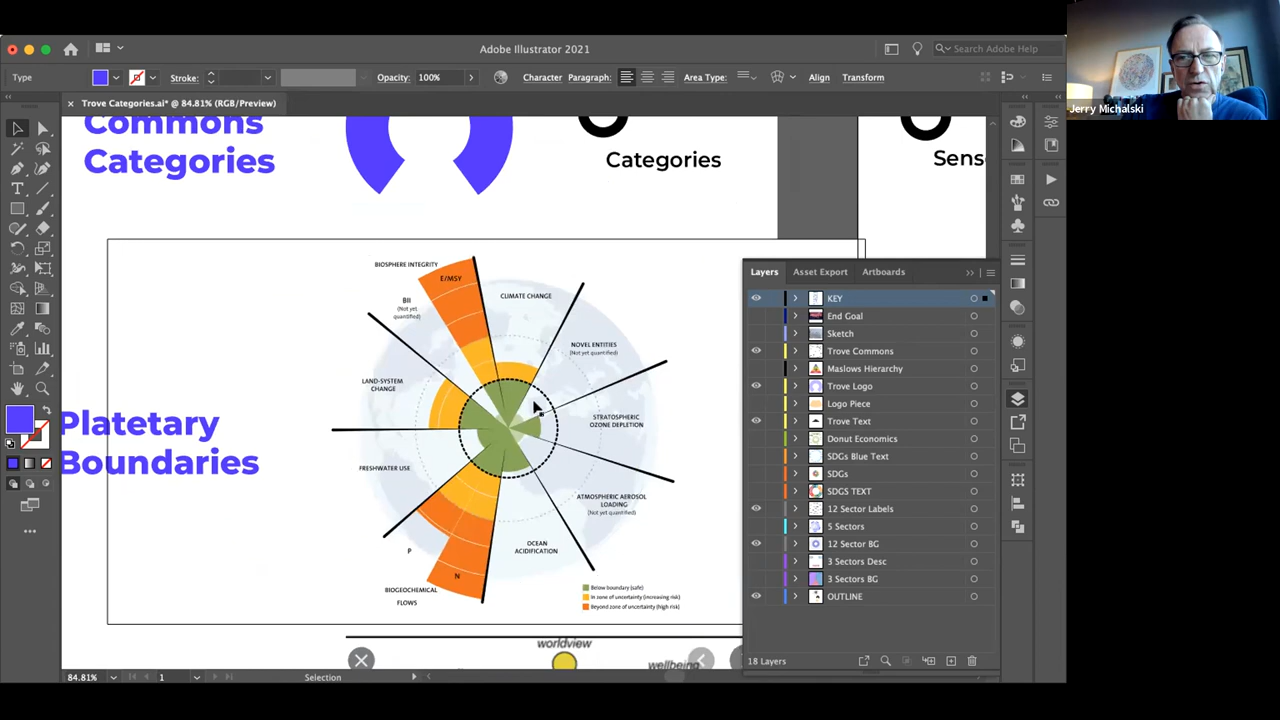 Adobe Illustrator 2021
Search Adobe Help
Jerry Michalski
Type
Stroke:
Opacity: 100%
Character
Paragraph:
Area Type:
Align
Transform
Trove Categories.ai* @ 84.81% (RGB/Preview)
Commons
Categories
Categories
Sens
BIOSPHERE INTEGRITY
E/MSY
BII
(Not yet
quantified)
CLIMATE CHANGE
NOVEL ENTITIES
(Not yet quantified)
LAND-SYSTEM
CHANGE
STRATOSPHERIC
OZONE DEPLETION
Platetary
Boundaries
FRESHWATER USE
ATMOSPHERIC AEROSOL
LOADING
(Not yet quantified)
P
OCEAN
ACIDIFICATION
N
BIOGEOCHEMICAL
FLOWS
Below boundary (safe)
In zone of uncertainty (increasing risk)
Beyond zone of uncertainty (high risk)
worldview
wellbeing
Layers
Asset Export
Artboards
KEY
End Goal
Sketch
Trove Commons
Maslows Hierarchy
Trove Logo
Logo Piece
Trove Text
Donut Economics
SDGs Blue Text
SDGs
SDGS TEXT
12 Sector Labels
5 Sectors
12 Sector BG
3 Sectors Desc
3 Sectors BG
OUTLINE
18 Layers
84.81%
1
Selection